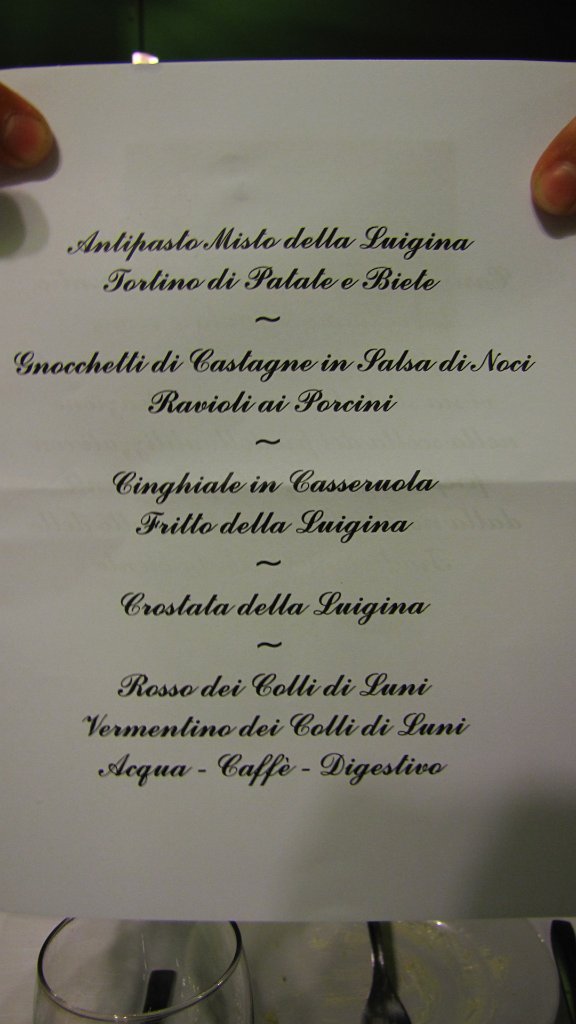 Antipasto Misto della Luigina
Tortino di Patate e Biete
~
Gnocchetti di Castagne in Salsa di Noci
Ravioli ai Porcini
~
Cinghiale in Casseruola
Fritto della Luigina
~
Crostata della Luigina
~
Rosso dei Colli di Luni
Vermentino dei Colli di Luni
Acqua - Caffè - Digestivo